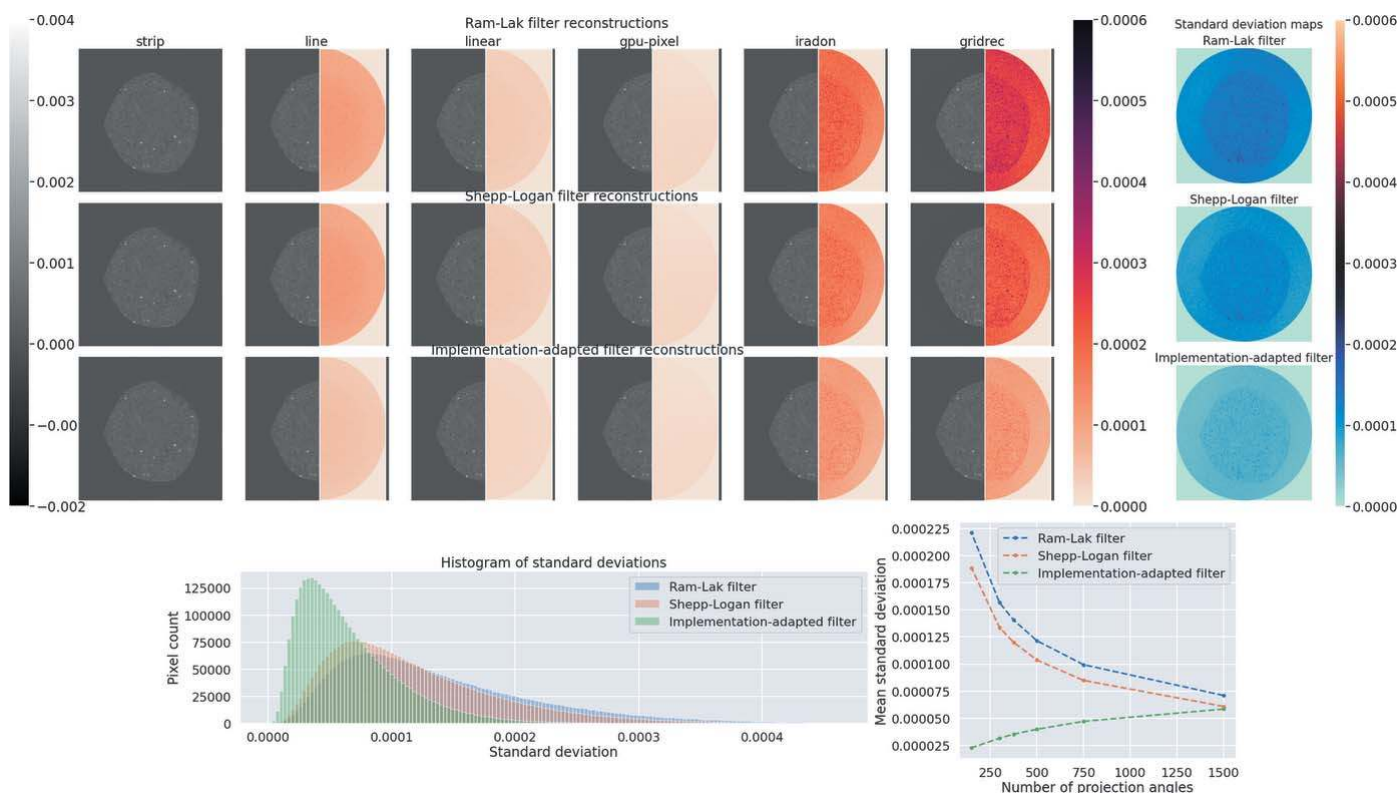 Ram-Lak filter reconstructions
strip line linear gpu-pixel iradon gridrec
Shepp-Logan filter reconstructions
Implementation-adapted filter reconstructions
0.004
0.003
0.002
0.001
0.000
−0.00
−0.002
0.0006
0.0005
0.0004
0.0003
0.0002
0.0001
0.0000
Standard deviation maps
Ram-Lak filter
Shepp-Logan filter
Implementation-adapted filter
0.0006
0.0005
0.0004
0.0003
0.0002
0.0001
0.0000
Histogram of standard deviations
Pixel count
125000
100000
75000
50000
25000
0
Ram-Lak filter
Shepp-Logan filter
Implementation-adapted filter
0.0000 0.0001 0.0002 0.0003 0.0004
Standard deviation
Mean standard deviation
0.000225
0.000200
0.000175
0.000150
0.000125
0.000100
0.000075
0.000050
0.000025
Ram-Lak filter
Shepp-Logan filter
Implementation-adapted filter
250 500 750 1000 1250 1500
Number of projection angles